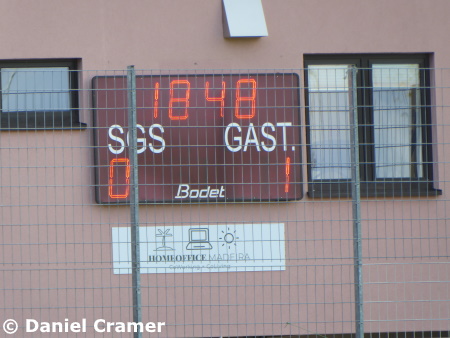 18 48
SGS GAST.
0 1
Bodet
HOMEOFFICE MADEIRA
© Daniel Cramer